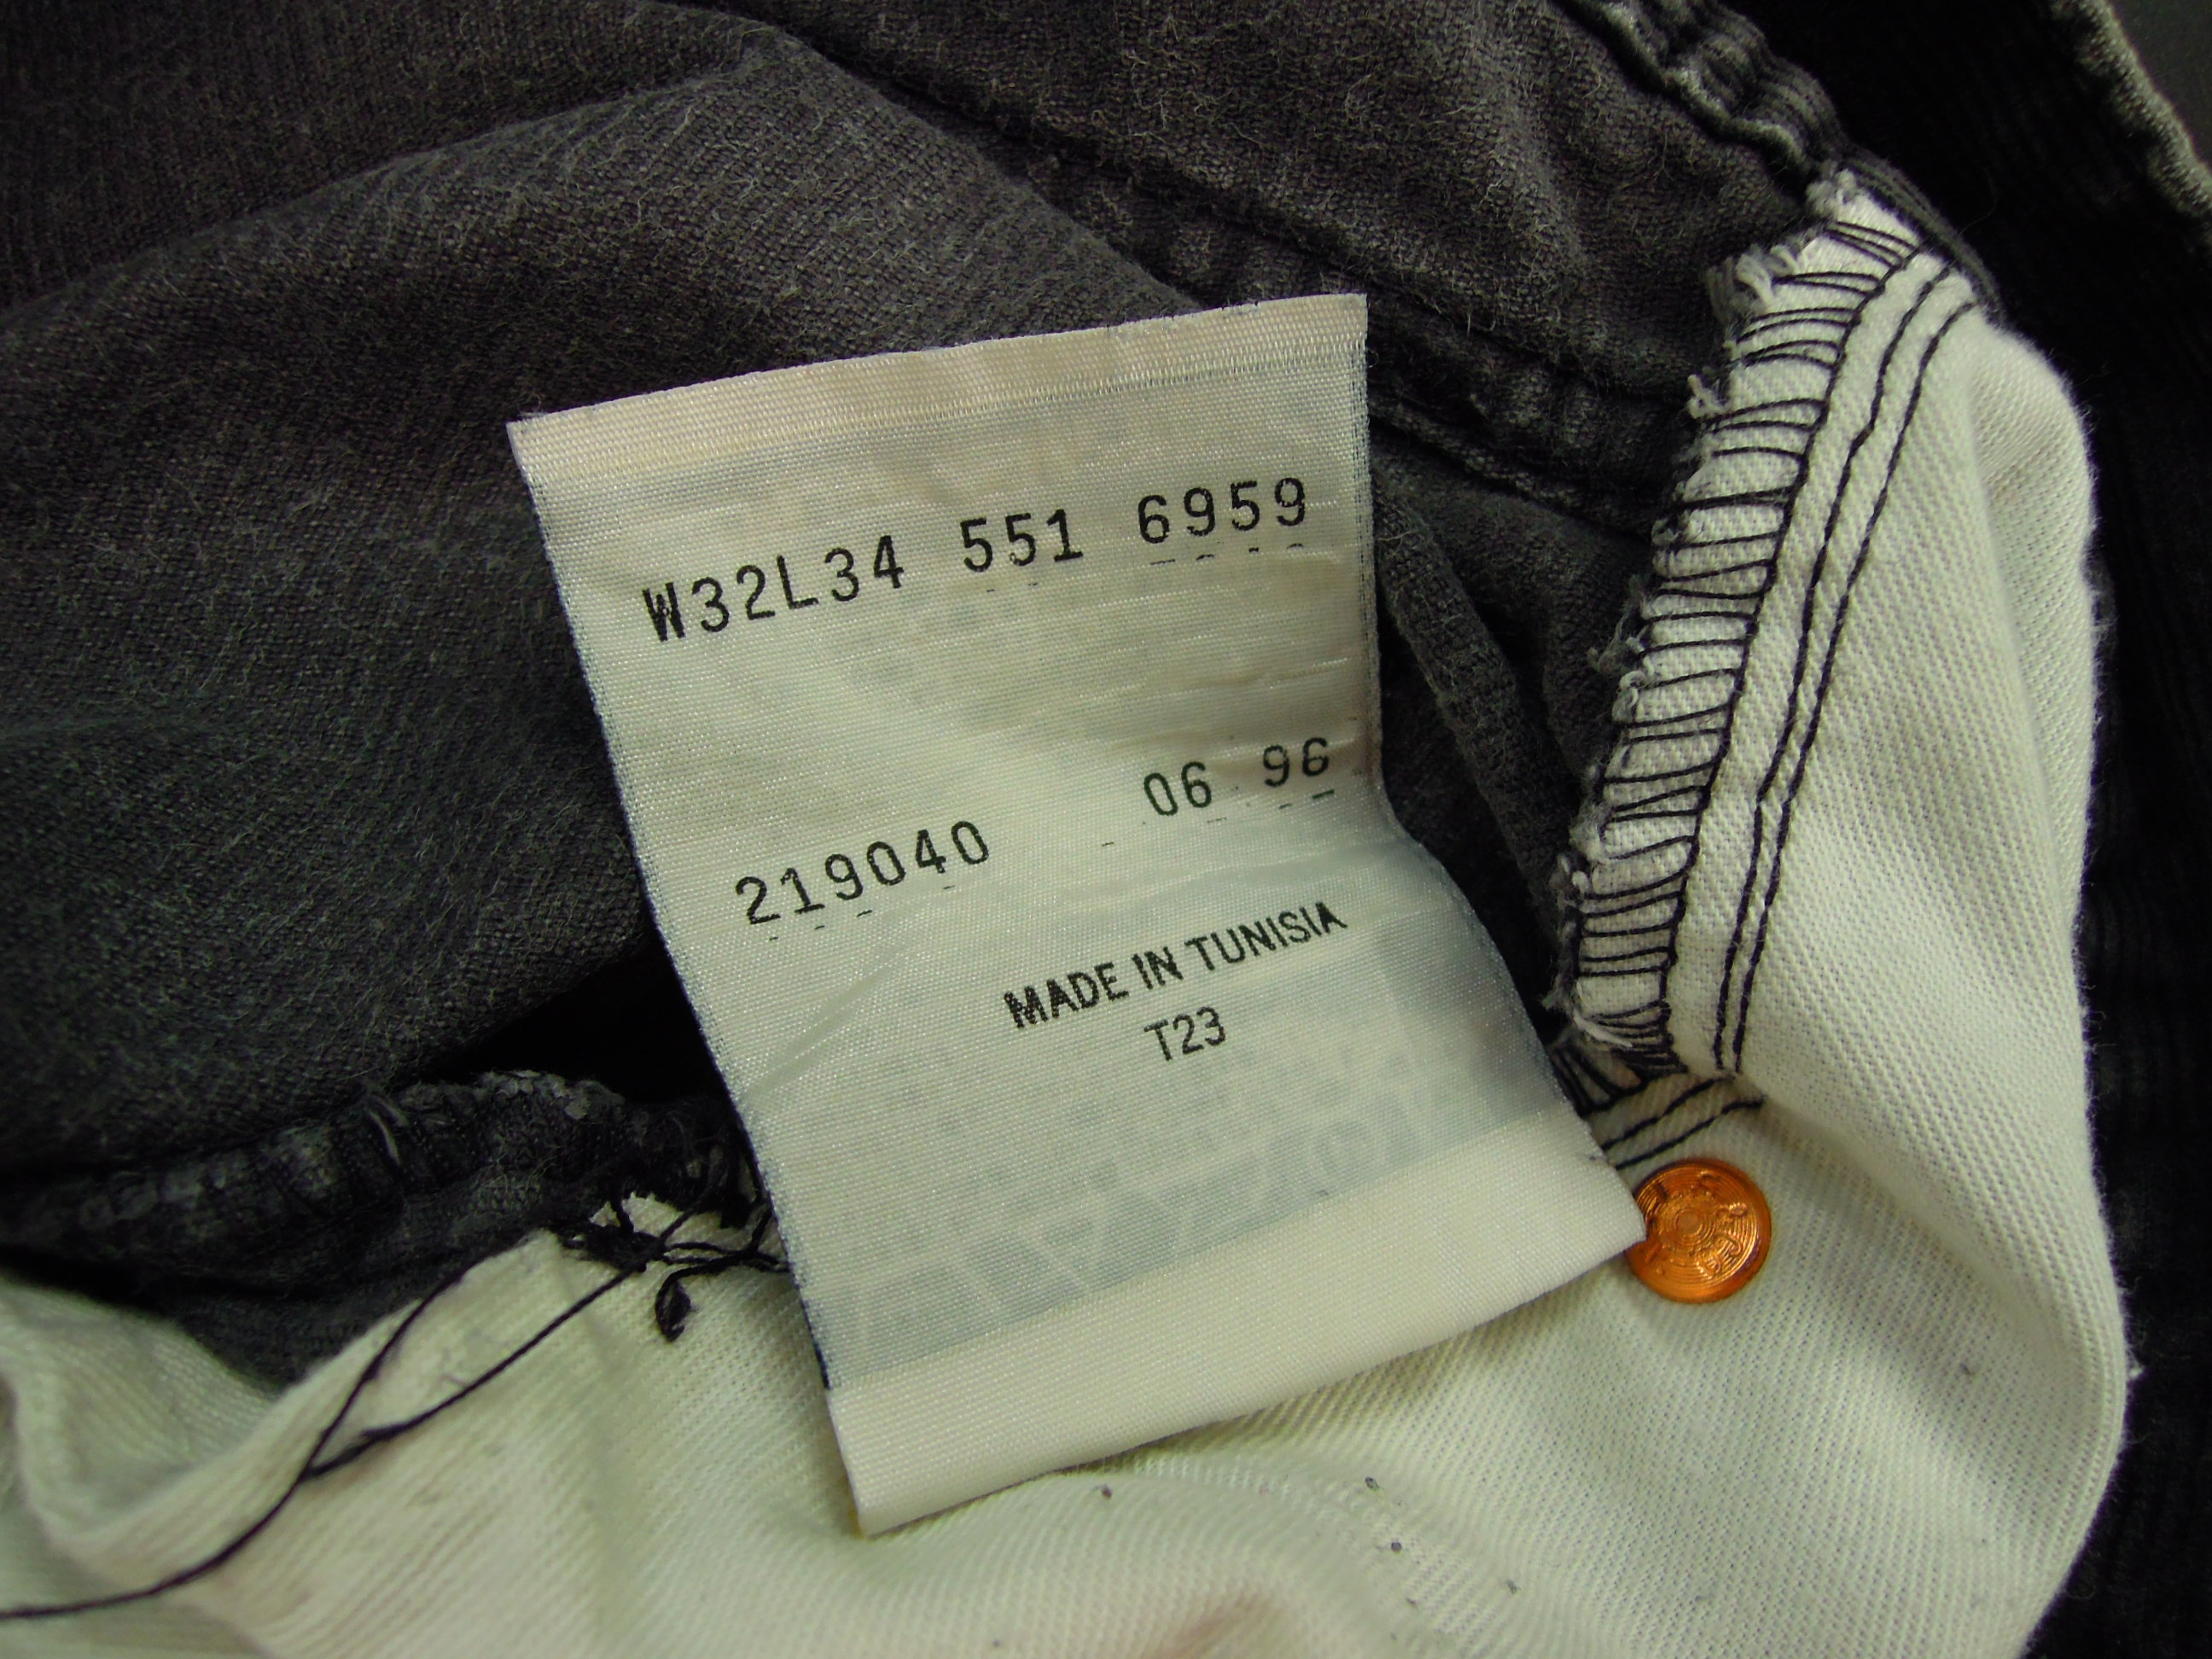 W32L34 551 6959
219040 06 96
MADE IN TUNISIA
T23